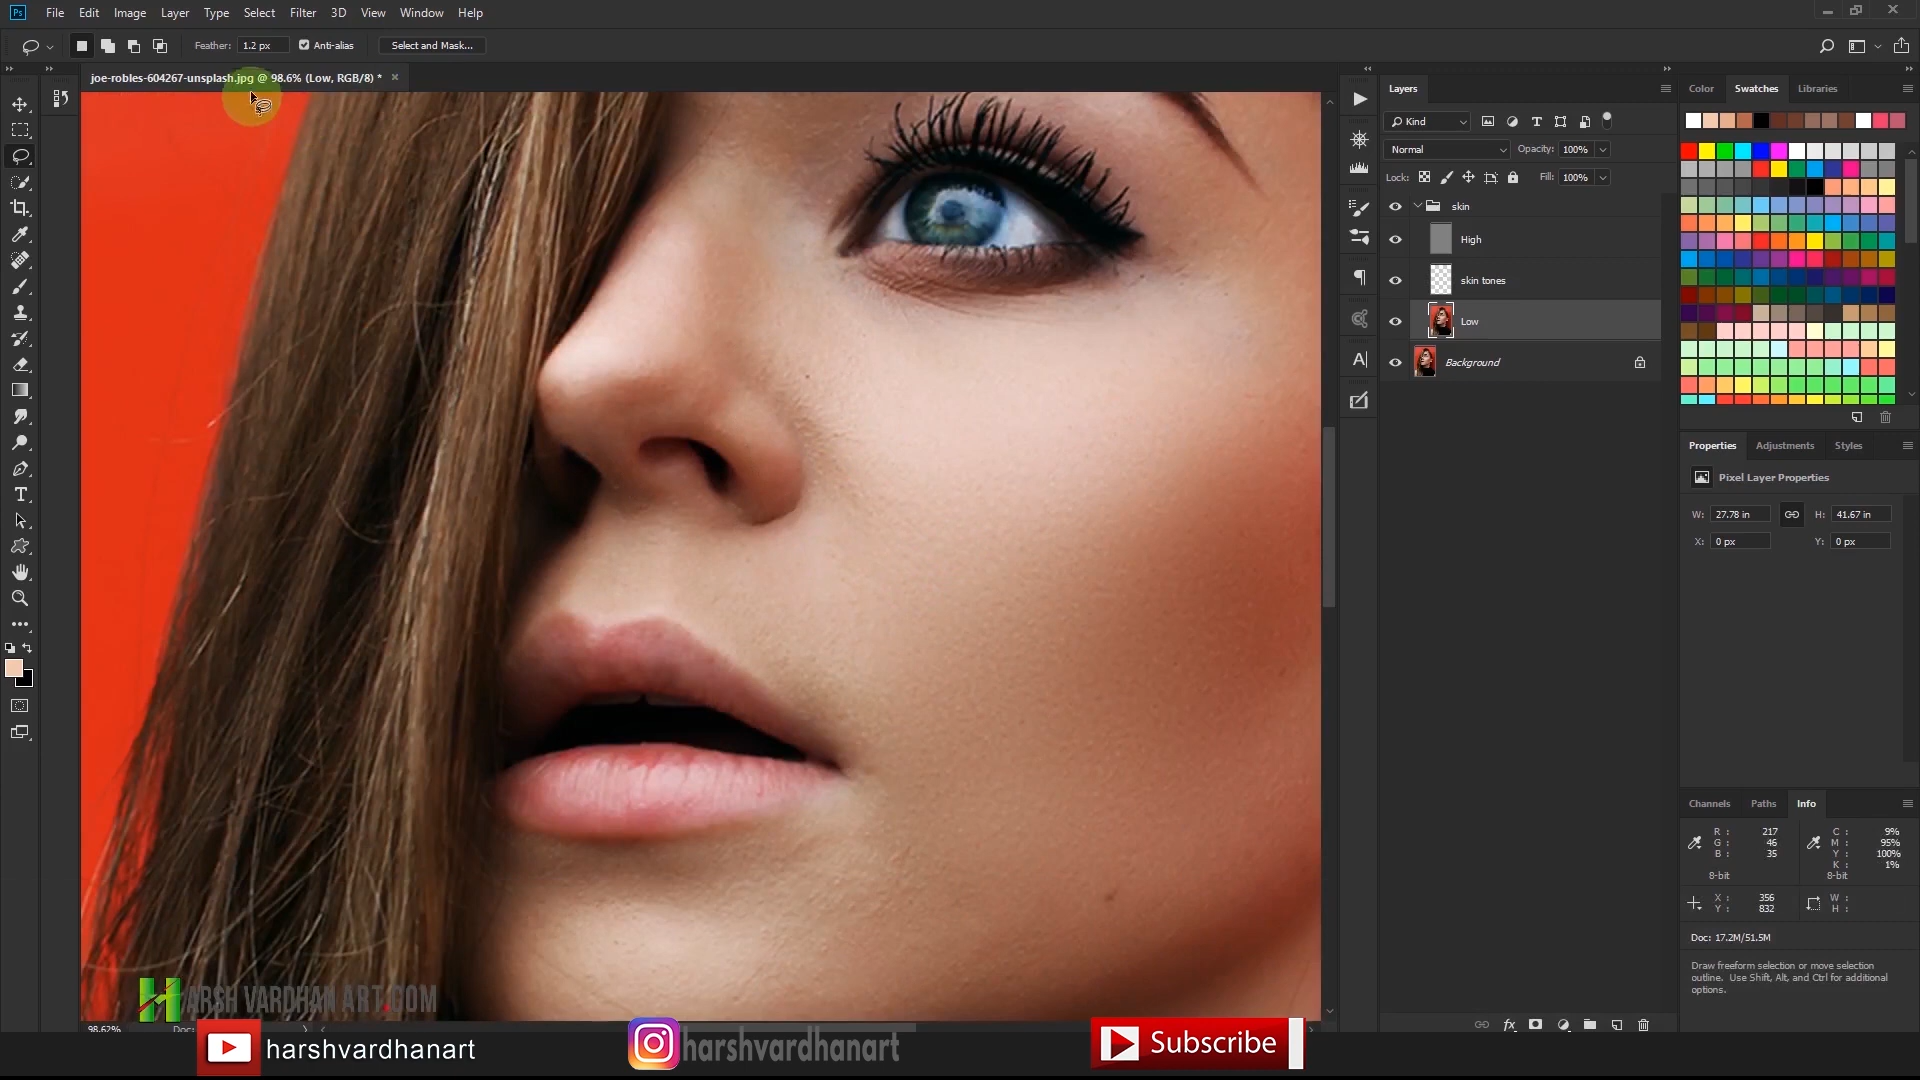 Ps File Edit Image Layer Type Select Filter 3D View Window Help
Feather: 1.2 px Anti-alias Select and Mask...
joe-robles-604267-unsplash.jpg @ 98.6% (Low, RGB/8) * ×
Layers
Kind
Normal Opacity: 100%
Lock: Fill: 100%
skin
High
skin tones
Low
Background
Color Swatches Libraries
Properties Adjustments Styles
Pixel Layer Properties
W: 27.78 in H: 41.67 in
X: 0 px Y: 0 px
Channels Paths Info
R : 217 C : 9%
G : 46 M : 95%
B : 35 Y : 100%
K : 1%
8-bit 8-bit
X : 356 W :
Y : 832 H :
Doc: 17.2M/51.5M
Draw freeform selection or move selection
outline. Use Shift, Alt, and Ctrl for additional
options.
HARSH VARDHAN ART.COM
98.62% Doc:
harshvardhanart
harshvardhanart
Subscribe